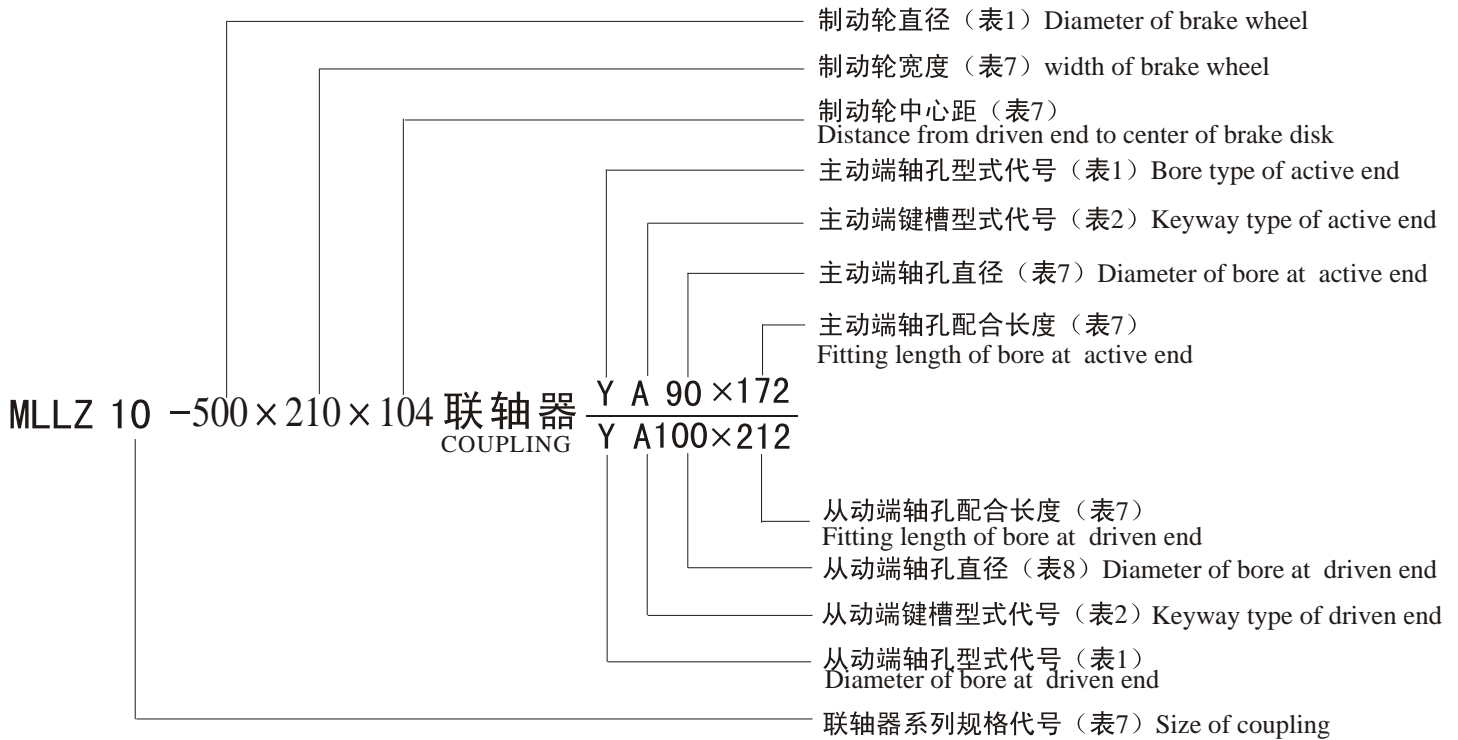 制动轮直径（表1）Diameter of brake wheel
制动轮宽度（表7）width of brake wheel
制动轮中心距（表7）
Distance from driven end to center of brake disk
主动端轴孔型式代号（表1）Bore type of active end
主动端键槽型式代号（表2）Keyway type of active end
主动端轴孔直径（表7）Diameter of bore at active end
主动端轴孔配合长度（表7）
Fitting length of bore at active end
Y A 90×172
MLLZ 10 -500×210×104 联轴器
COUPLING
Y A100×212
从动端轴孔配合长度（表7）
Fitting length of bore at driven end
从动端轴孔直径（表8）Diameter of bore at driven end
从动端键槽型式代号（表2）Keyway type of driven end
从动端轴孔型式代号（表1）
Diameter of bore at driven end
联轴器系列规格代号（表7）Size of coupling